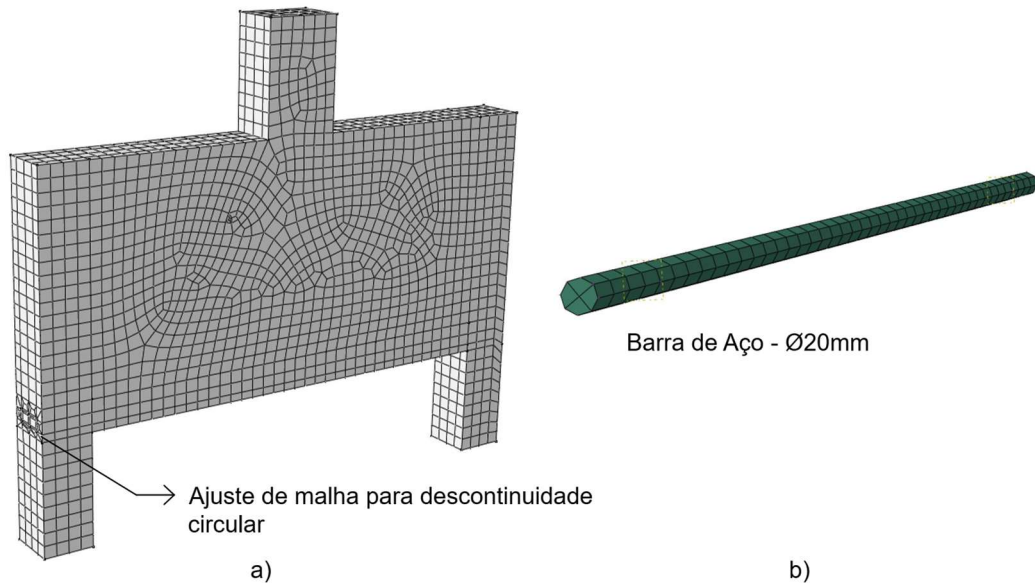 Barra de Aço - Ø20mm
Ajuste de malha para descontinuidade
circular
a)
b)